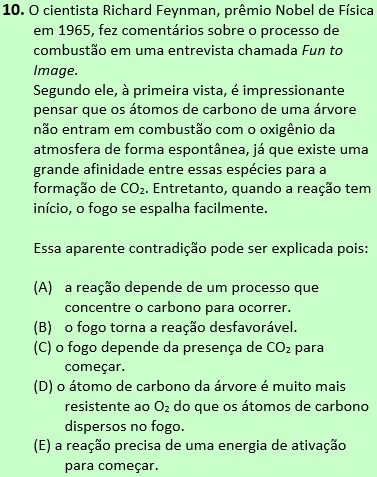 10. O cientista Richard Feynman, prêmio Nobel de Física
em 1965, fez comentários sobre o processo de
combustão em uma entrevista chamada Fun to
Image.
Segundo ele, à primeira vista, é impressionante
pensar que os átomos de carbono de uma árvore
não entram em combustão com o oxigênio da
atmosfera de forma espontânea, já que existe uma
grande afinidade entre essas espécies para a
formação de CO₂. Entretanto, quando a reação tem
início, o fogo se espalha facilmente.
Essa aparente contradição pode ser explicada pois:
(A) a reação depende de um processo que
concentre o carbono para ocorrer.
(B) o fogo torna a reação desfavorável.
(C) o fogo depende da presença de CO₂ para
começar.
(D) o átomo de carbono da árvore é muito mais
resistente ao O₂ do que os átomos de carbono
dispersos no fogo.
(E) a reação precisa de uma energia de ativação
para começar.